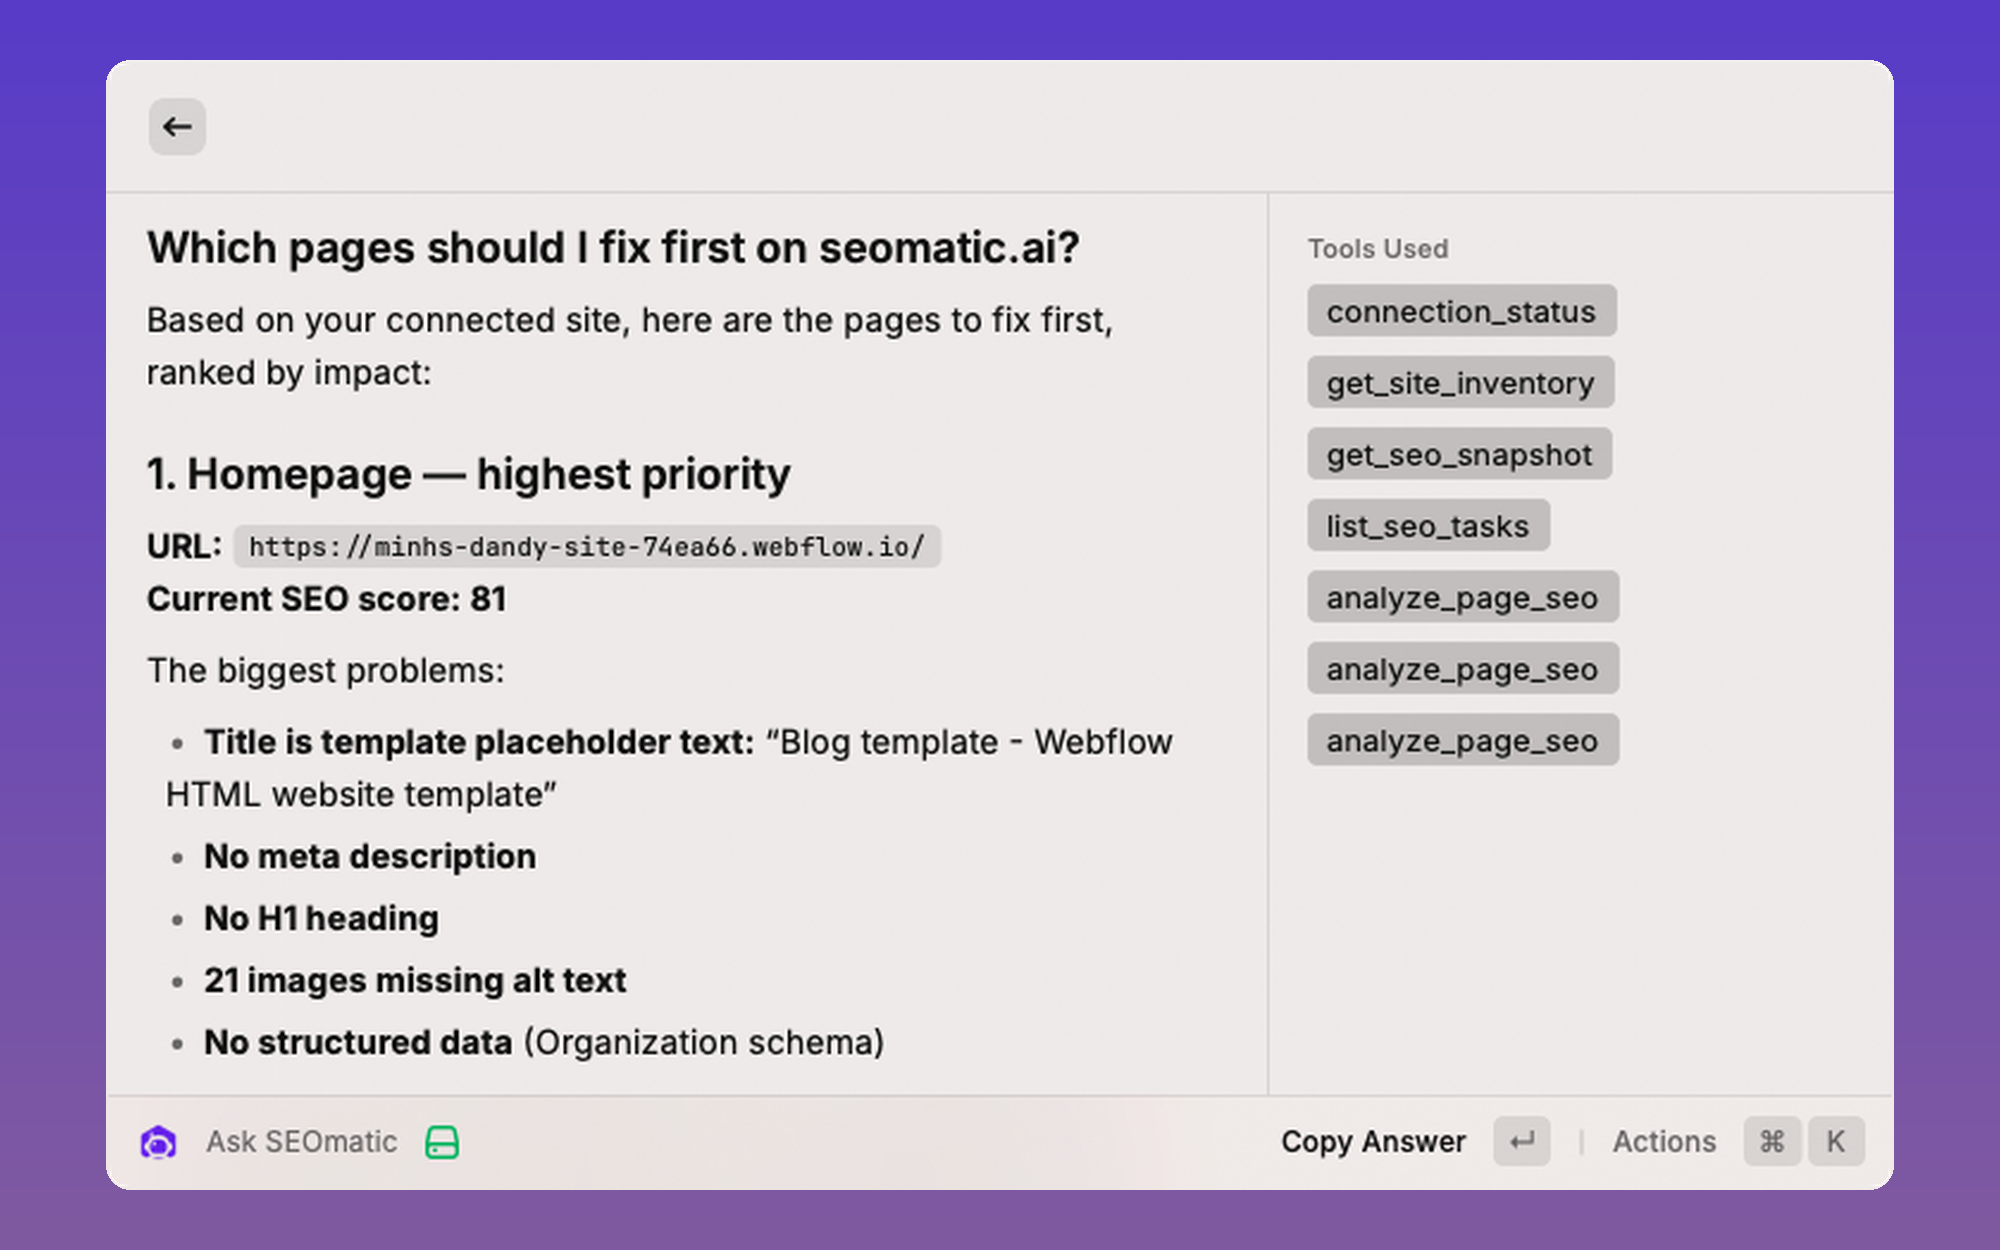 Which pages should I fix first on seomatic.ai?
Based on your connected site, here are the pages to fix first,
ranked by impact:
1. Homepage — highest priority
URL: https://minhs-dandy-site-74ea66.webflow.io/
Current SEO score: 81
The biggest problems:
• Title is template placeholder text: “Blog template - Webflow
HTML website template”
• No meta description
• No H1 heading
• 21 images missing alt text
• No structured data (Organization schema)
Tools Used
connection_status
get_site_inventory
get_seo_snapshot
list_seo_tasks
analyze_page_seo
analyze_page_seo
analyze_page_seo
Ask SEOmatic
Copy Answer ↵ | Actions ⌘ K